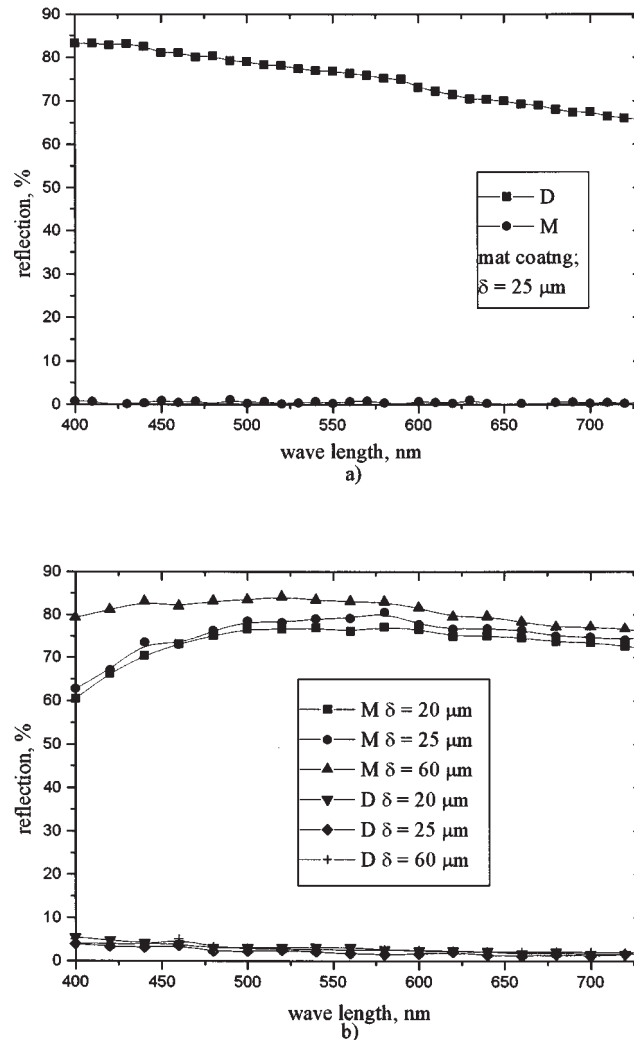 90
80
70
60
50
40
30
20
10
0
reflection, %
D
M
mat coatng;
δ = 25 µm
400 450 500 550 600 650 700
wave length, nm
a)
90
80
70
60
50
40
30
20
10
0
reflection, %
M δ = 20 µm
M δ = 25 µm
M δ = 60 µm
D δ = 20 µm
D δ = 25 µm
D δ = 60 µm
400 450 500 550 600 650 700
wave length, nm
b)